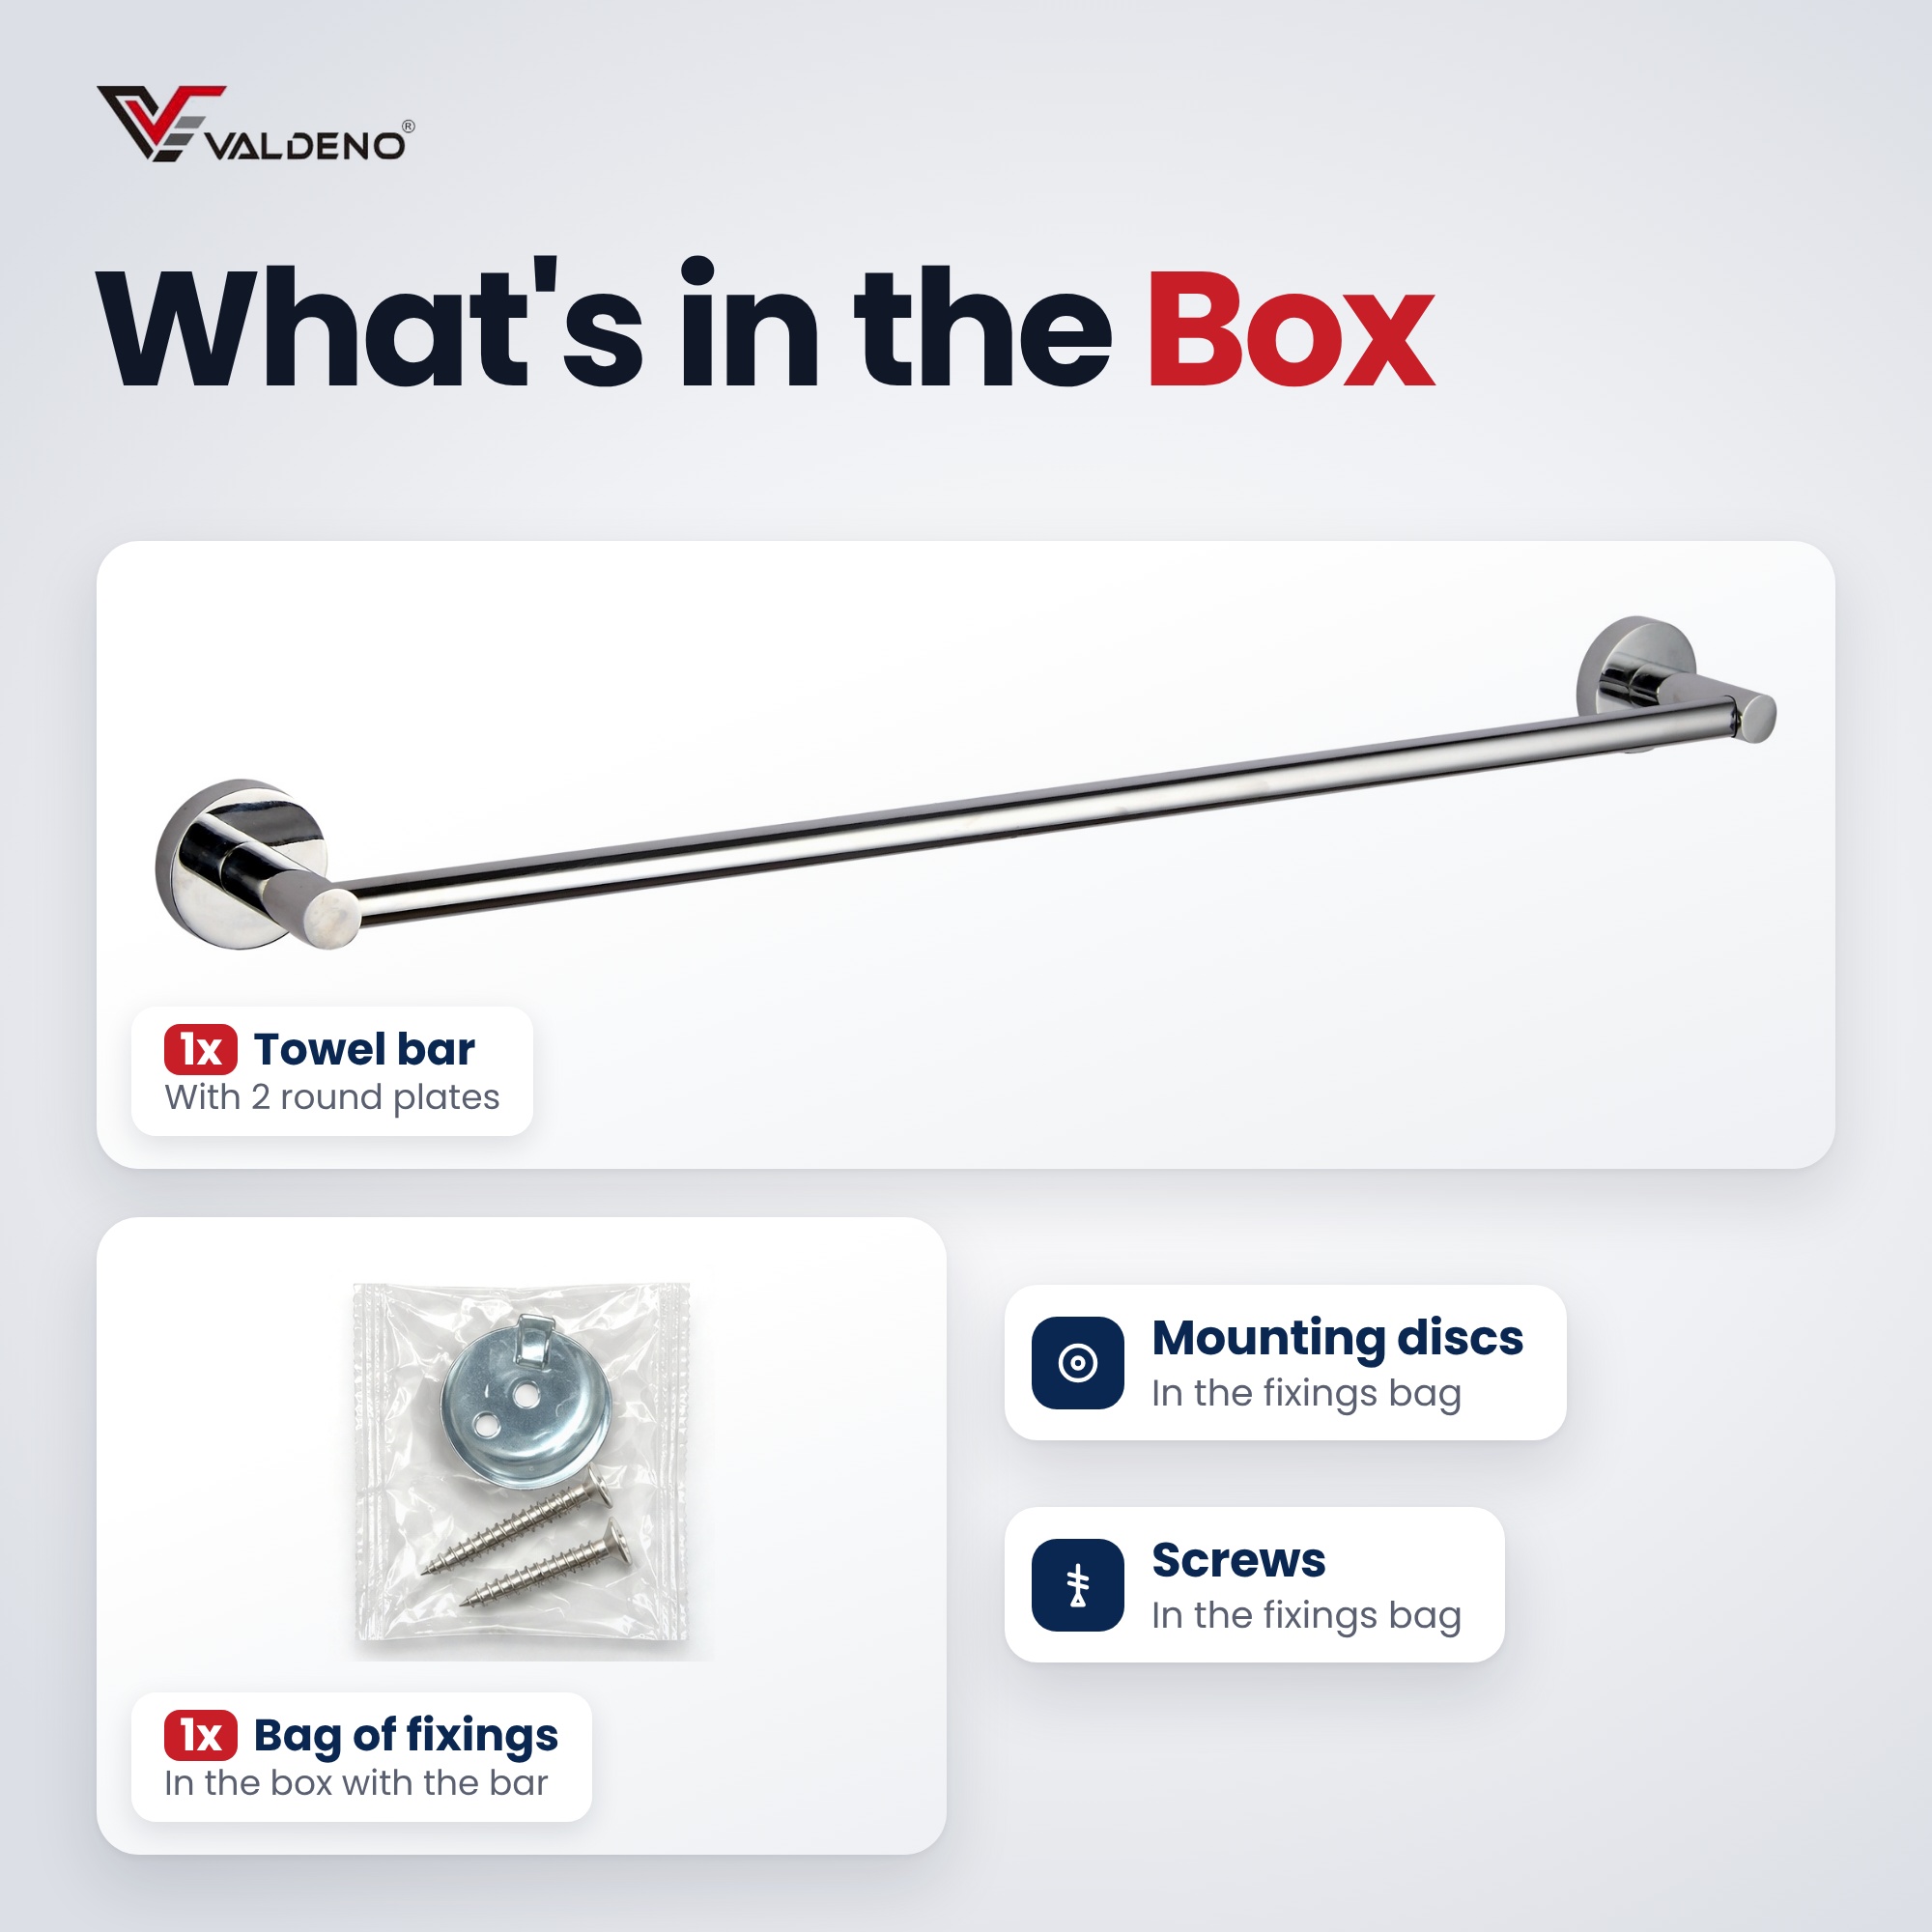 VALDENO®
What's in the Box
1x Towel bar
With 2 round plates
Mounting discs
In the fixings bag
Screws
In the fixings bag
1x Bag of fixings
In the box with the bar